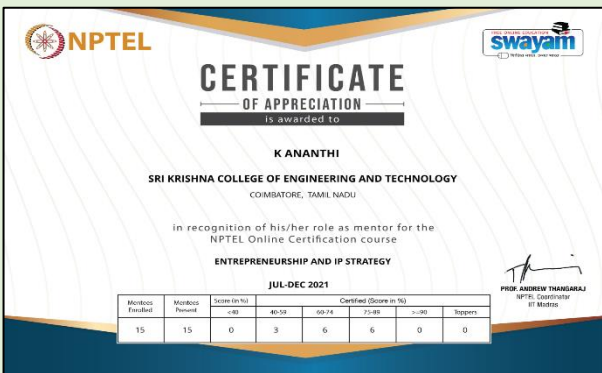 NPTEL
FREE ONLINE EDUCATION
swayam
CERTIFICATE
OF APPRECIATION
is awarded to
K ANANTHI
SRI KRISHNA COLLEGE OF ENGINEERING AND TECHNOLOGY
COIMBATORE, TAMIL NADU
in recognition of his/her role as mentor for the
NPTEL Online Certification course
ENTREPRENEURSHIP AND IP STRATEGY
JUL-DEC 2021
PROF. ANDREW THANGARAJ
NPTEL Coordinator
IIT Madras
Mentees Enrolled Mentees Present Score (in %) Certified (Score in %)
<40 40-59 60-74 75-89 >=90 Toppers
15 15 0 3 6 6 0 0